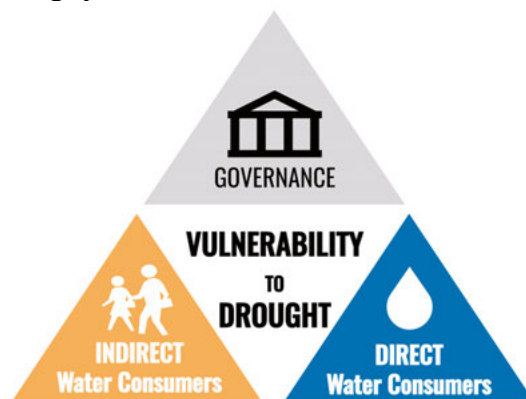 GOVERNANCE
VULNERABILITY
TO
DROUGHT
INDIRECT
Water Consumers
DIRECT
Water Consumers